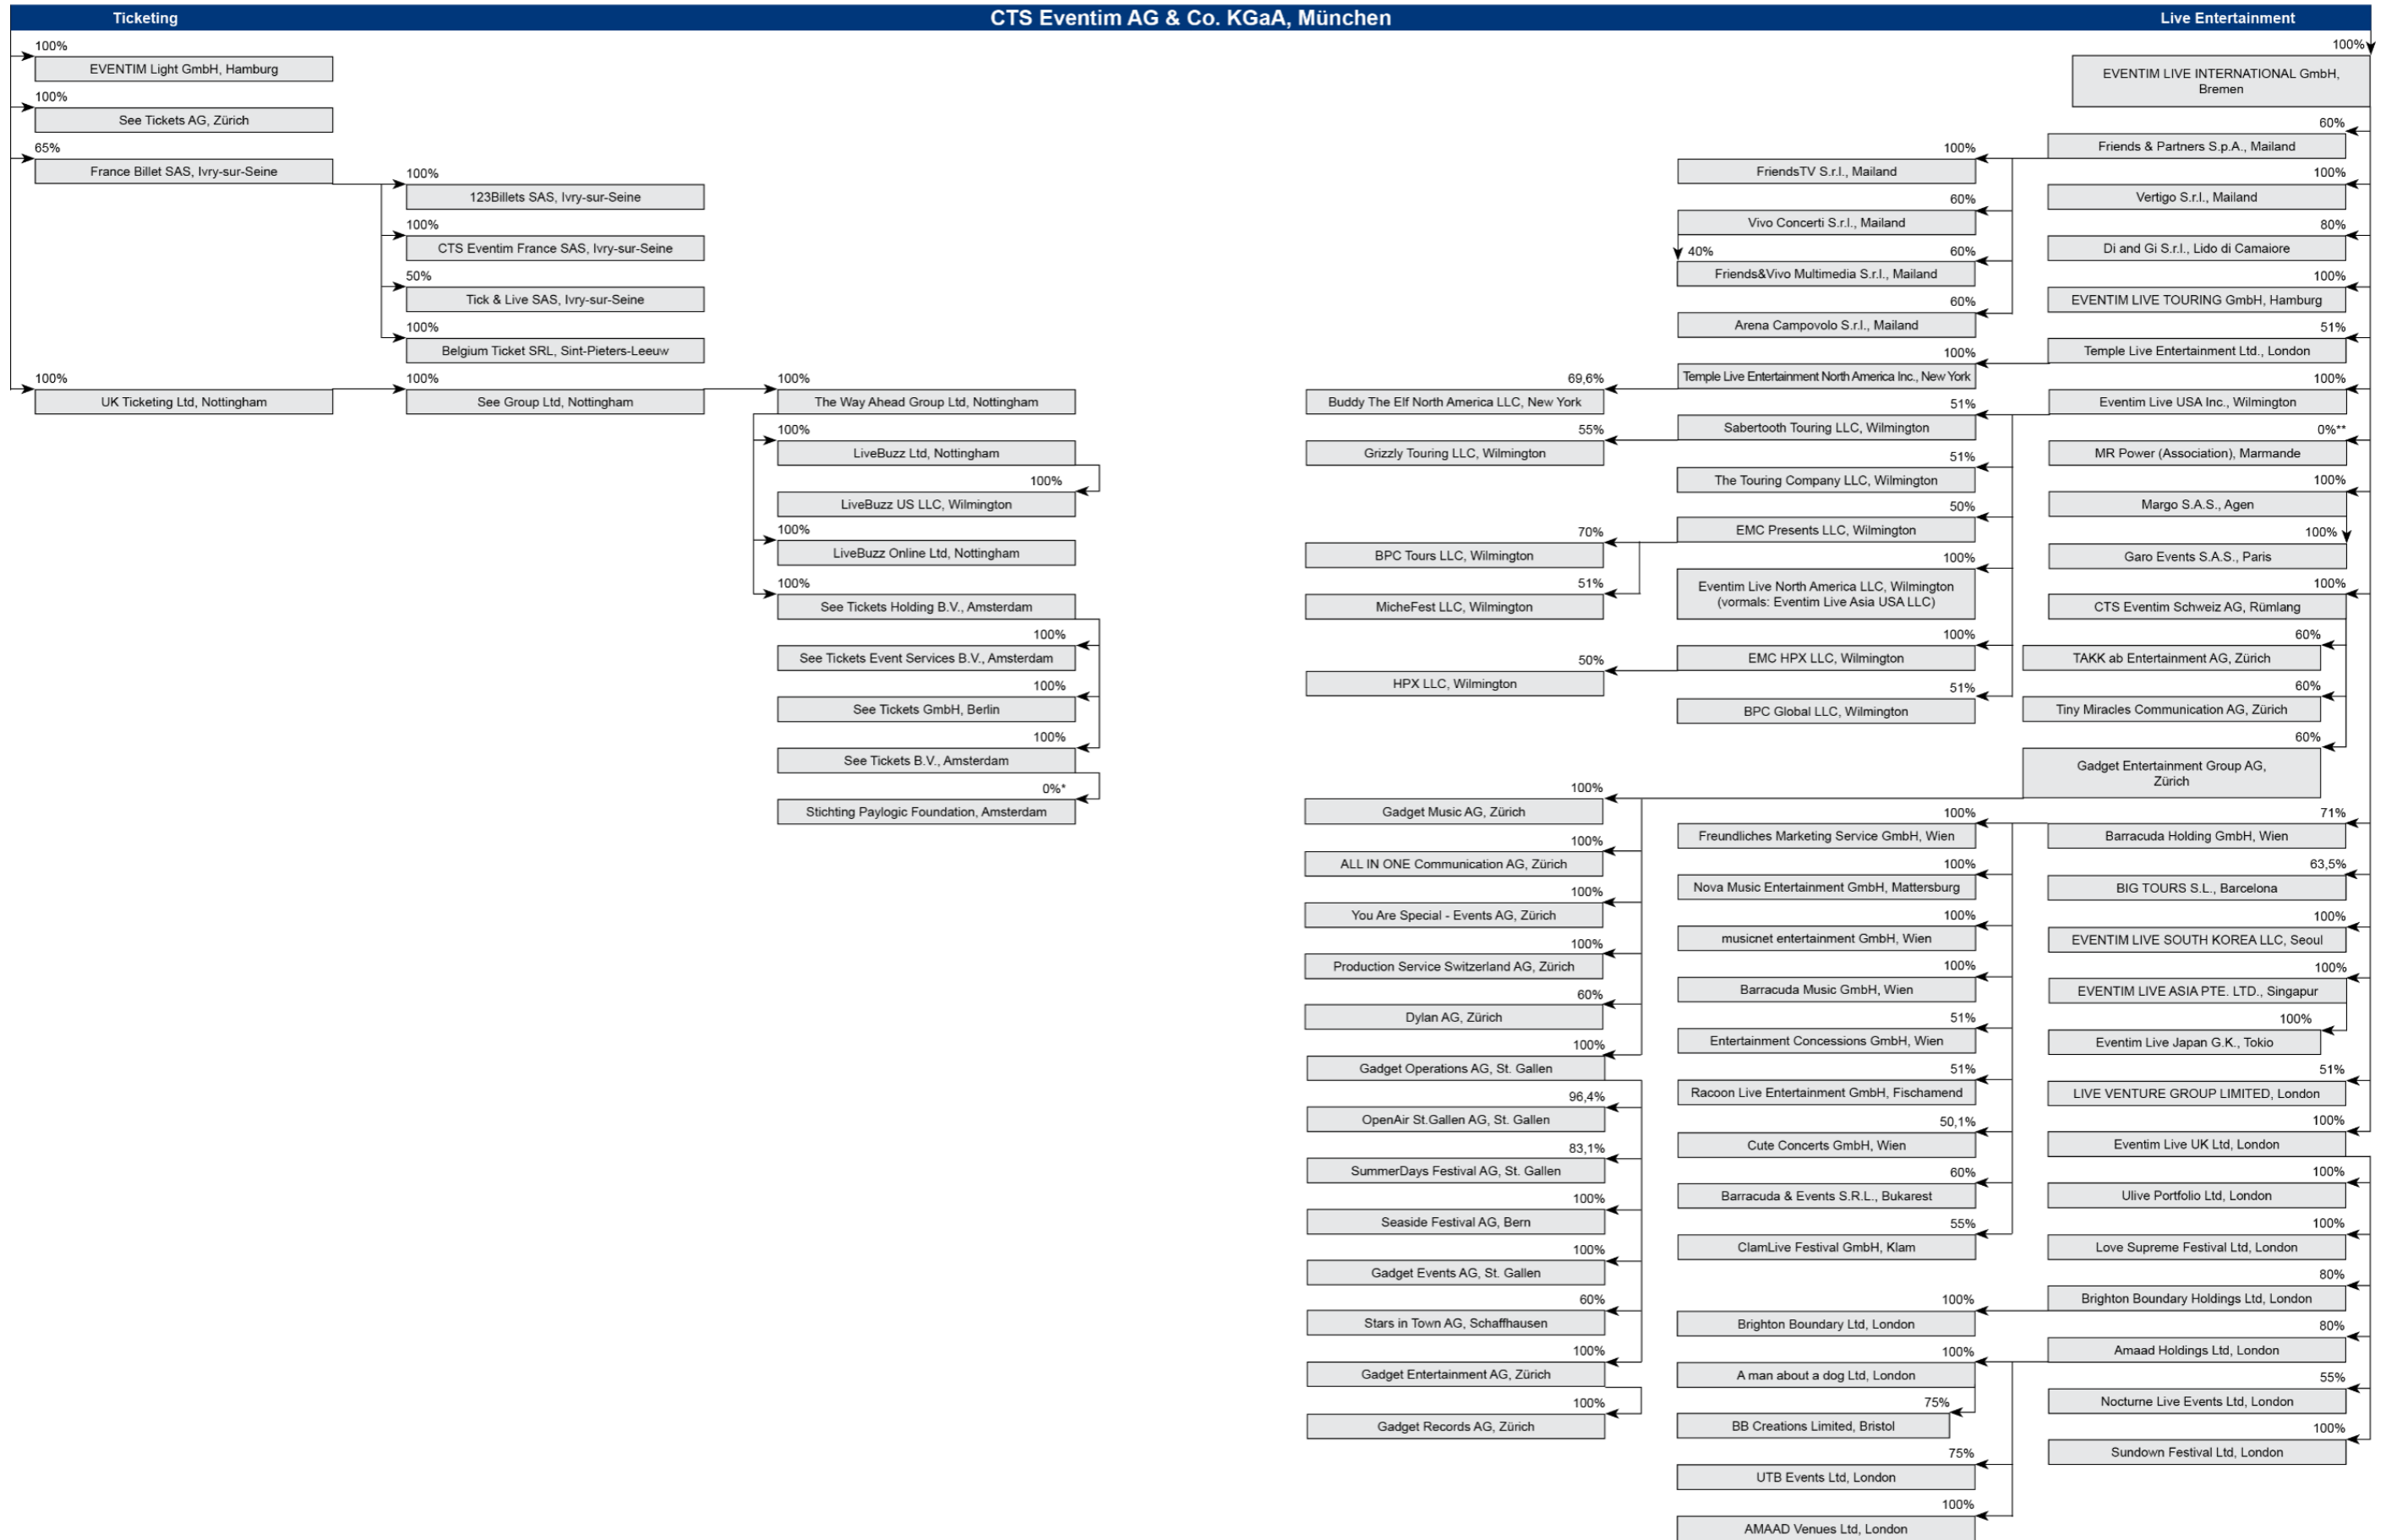 Ticketing
CTS Eventim AG & Co. KGaA, München
Live Entertainment
100%
EVENTIM Light GmbH, Hamburg
100%
See Tickets AG, Zürich
65%
France Billet SAS, Ivry-sur-Seine
100%
123Billets SAS, Ivry-sur-Seine
100%
CTS Eventim France SAS, Ivry-sur-Seine
50%
Tick & Live SAS, Ivry-sur-Seine
100%
Belgium Ticket SRL, Sint-Pieters-Leeuw
100%
UK Ticketing Ltd, Nottingham
100%
See Group Ltd, Nottingham
100%
The Way Ahead Group Ltd, Nottingham
100%
LiveBuzz Ltd, Nottingham
100%
LiveBuzz US LLC, Wilmington
100%
LiveBuzz Online Ltd, Nottingham
100%
See Tickets Holding B.V., Amsterdam
100%
See Tickets Event Services B.V., Amsterdam
100%
See Tickets GmbH, Berlin
100%
See Tickets B.V., Amsterdam
0%*
Stichting Paylogic Foundation, Amsterdam
69,6%
Buddy The Elf North America LLC, New York
55%
Grizzly Touring LLC, Wilmington
70%
BPC Tours LLC, Wilmington
51%
MicheFest LLC, Wilmington
50%
HPX LLC, Wilmington
100%
Gadget Music AG, Zürich
100%
ALL IN ONE Communication AG, Zürich
100%
You Are Special - Events AG, Zürich
100%
Production Service Switzerland AG, Zürich
60%
Dylan AG, Zürich
100%
Gadget Operations AG, St. Gallen
96,4%
OpenAir St.Gallen AG, St. Gallen
83,1%
SummerDays Festival AG, St. Gallen
100%
Seaside Festival AG, Bern
100%
Gadget Events AG, St. Gallen
60%
Stars in Town AG, Schaffhausen
100%
Gadget Entertainment AG, Zürich
100%
Gadget Records AG, Zürich
100%
FriendsTV S.r.l., Mailand
60%
Vivo Concerti S.r.l., Mailand
40%
60%
Friends&Vivo Multimedia S.r.l., Mailand
60%
Arena Campovolo S.r.l., Mailand
100%
Temple Live Entertainment North America Inc., New York
51%
Sabertooth Touring LLC, Wilmington
51%
The Touring Company LLC, Wilmington
50%
EMC Presents LLC, Wilmington
100%
Eventim Live North America LLC, Wilmington
(vormals: Eventim Live Asia USA LLC)
100%
EMC HPX LLC, Wilmington
51%
BPC Global LLC, Wilmington
100%
Freundliches Marketing Service GmbH, Wien
100%
Nova Music Entertainment GmbH, Mattersburg
100%
musicnet entertainment GmbH, Wien
100%
Barracuda Music GmbH, Wien
51%
Entertainment Concessions GmbH, Wien
51%
Racoon Live Entertainment GmbH, Fischamend
50,1%
Cute Concerts GmbH, Wien
60%
Barracuda & Events S.R.L., Bukarest
55%
ClamLive Festival GmbH, Klam
100%
Brighton Boundary Ltd, London
100%
A man about a dog Ltd, London
75%
BB Creations Limited, Bristol
75%
UTB Events Ltd, London
100%
AMAAD Venues Ltd, London
100%
EVENTIM LIVE INTERNATIONAL GmbH,
Bremen
60%
Friends & Partners S.p.A., Mailand
100%
Vertigo S.r.l., Mailand
80%
Di and Gi S.r.l., Lido di Camaiore
100%
EVENTIM LIVE TOURING GmbH, Hamburg
51%
Temple Live Entertainment Ltd., London
100%
Eventim Live USA Inc., Wilmington
0%**
MR Power (Association), Marmande
100%
Margo S.A.S., Agen
100%
Garo Events S.A.S., Paris
100%
CTS Eventim Schweiz AG, Rümlang
60%
TAKK ab Entertainment AG, Zürich
60%
Tiny Miracles Communication AG, Zürich
60%
Gadget Entertainment Group AG,
Zürich
71%
Barracuda Holding GmbH, Wien
63,5%
BIG TOURS S.L., Barcelona
100%
EVENTIM LIVE SOUTH KOREA LLC, Seoul
100%
EVENTIM LIVE ASIA PTE. LTD., Singapur
100%
Eventim Live Japan G.K., Tokio
51%
LIVE VENTURE GROUP LIMITED, London
100%
Eventim Live UK Ltd, London
100%
Ulive Portfolio Ltd, London
100%
Love Supreme Festival Ltd, London
80%
Brighton Boundary Holdings Ltd, London
80%
Amaad Holdings Ltd, London
55%
Nocturne Live Events Ltd, London
100%
Sundown Festival Ltd, London